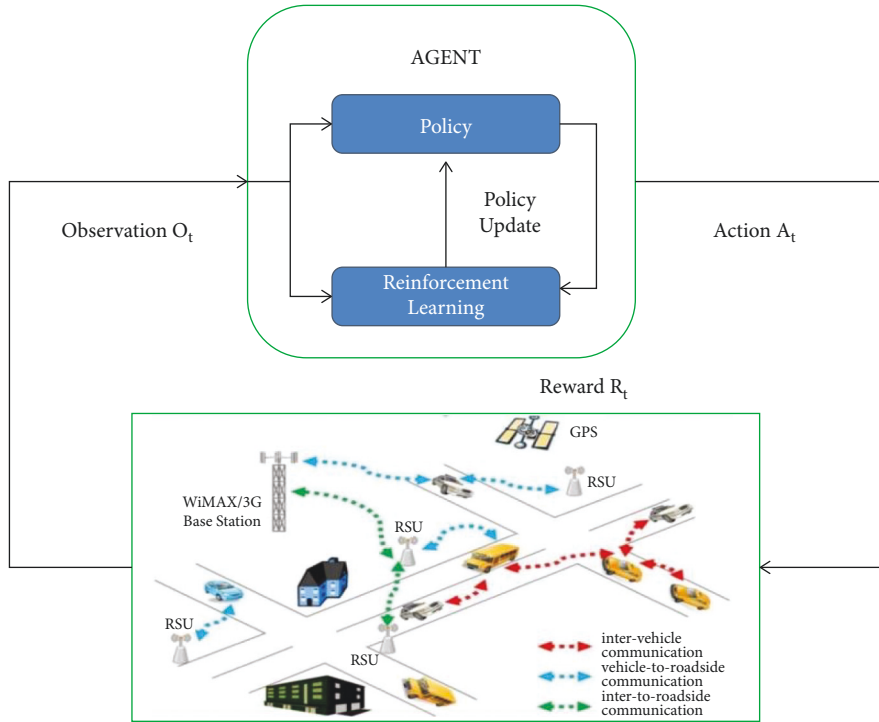 AGENT
Policy
Policy
Update
Observation Oₜ
Action Aₜ
Reinforcement
Learning
Reward Rₜ
GPS
RSU
WiMAX/3G
Base Station
RSU
RSU
RSU
inter-vehicle
communication
vehicle-to-roadside
communication
inter-to-roadside
communication